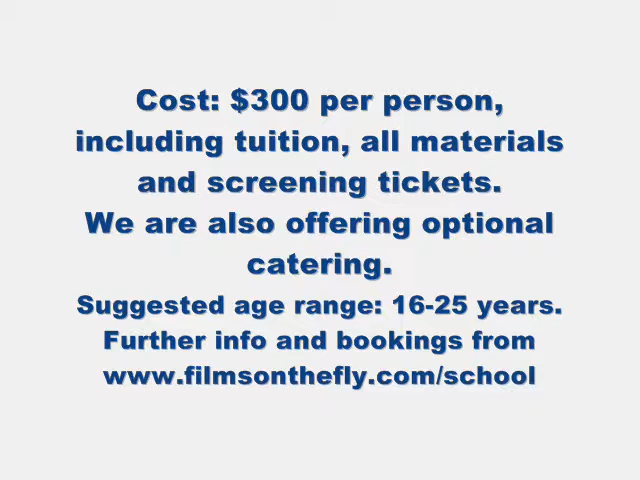 Cost: $300 per person,
including tuition, all materials
and screening tickets.
We are also offering optional
catering.
Suggested age range: 16-25 years.
Further info and bookings from
www.filmsonthefly.com/school